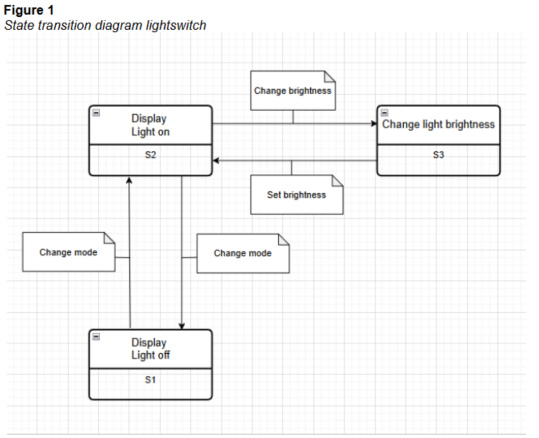 Figure 1
State transition diagram lightswitch
Change brightness
Display
Light on
S2
Change light brightness
S3
Set brightness
Change mode
Change mode
Display
Light off
S1